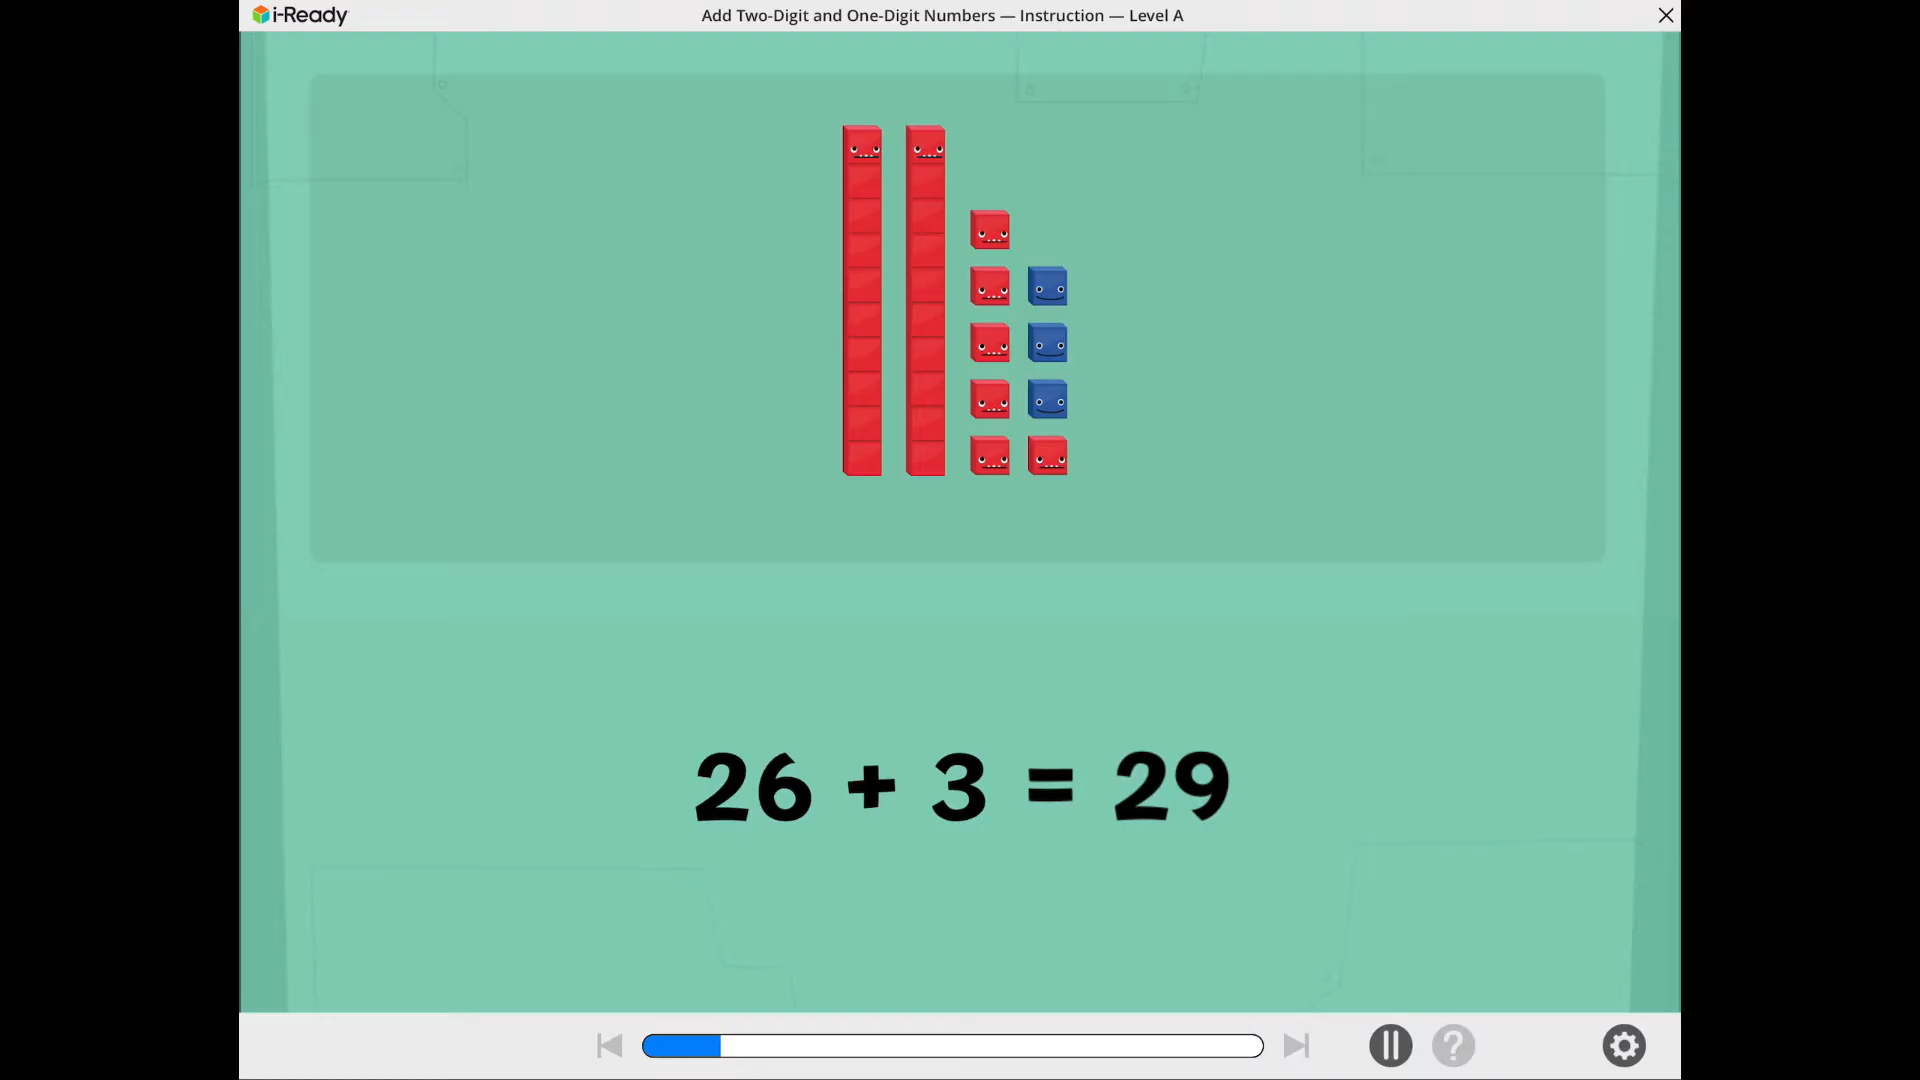 i-Ready
Add Two-Digit and One-Digit Numbers — Instruction — Level A
26 + 3 = 29
?